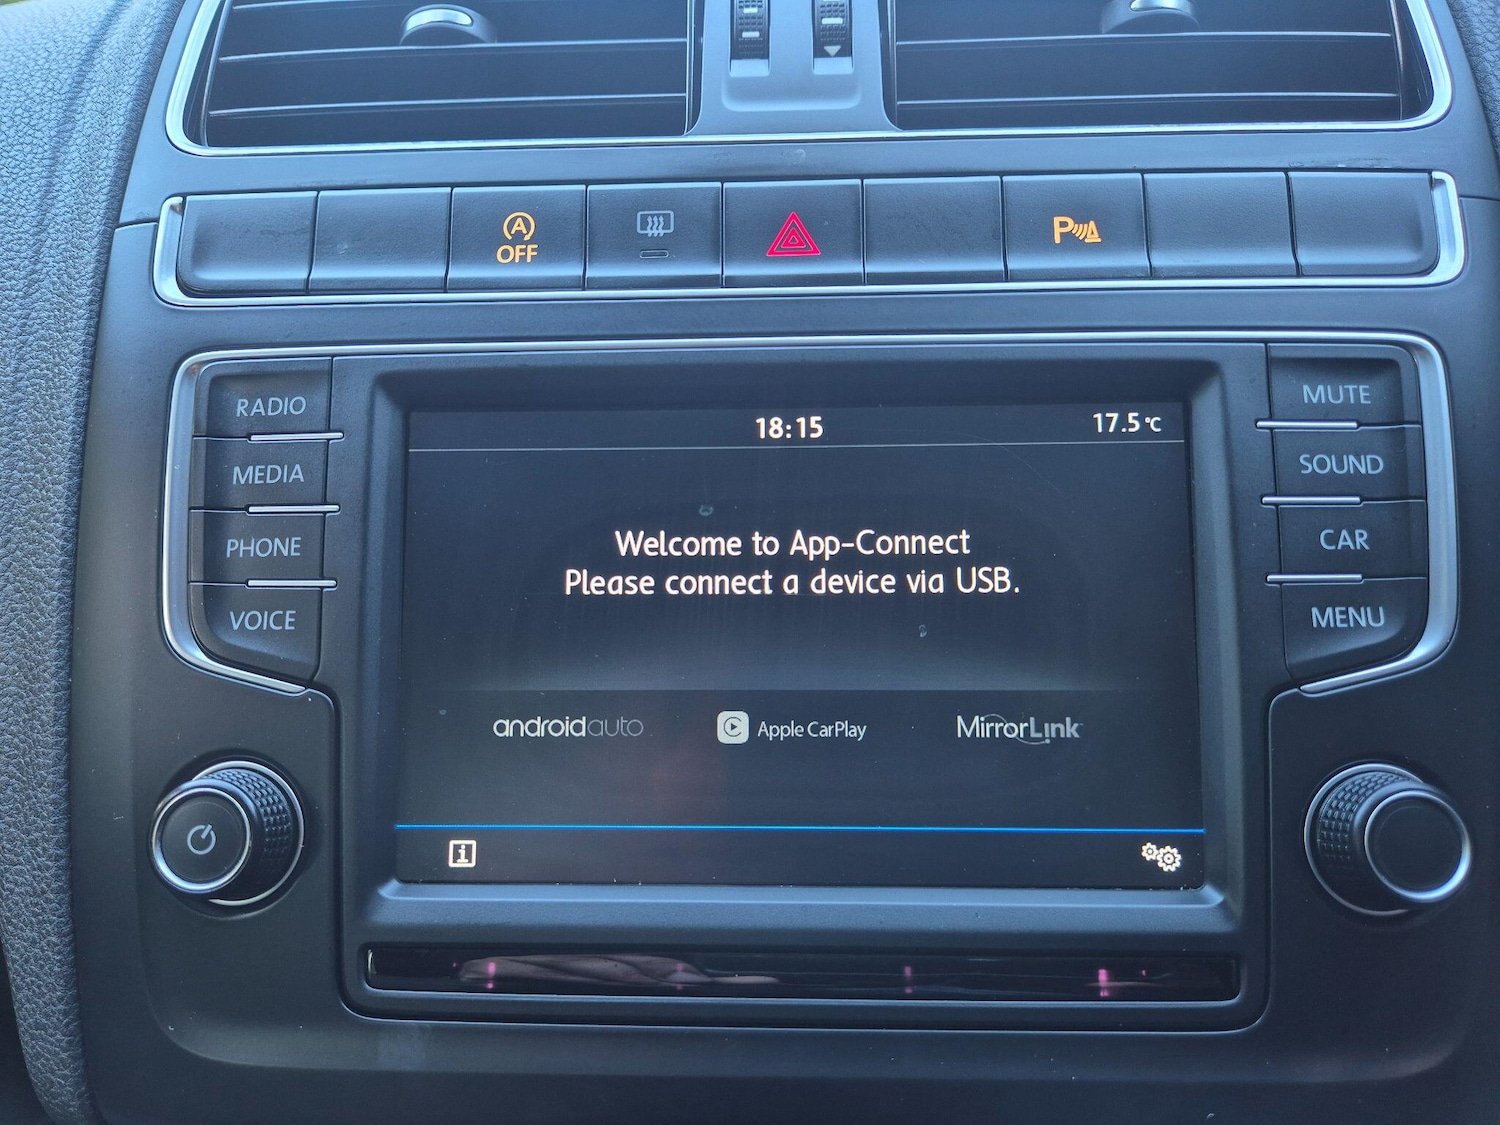 A
OFF
P
RADIO
MEDIA
PHONE
VOICE
18:15
17.5°C
Welcome to App-Connect
Please connect a device via USB.
androidauto
Apple CarPlay
MirrorLink
i
MUTE
SOUND
CAR
MENU